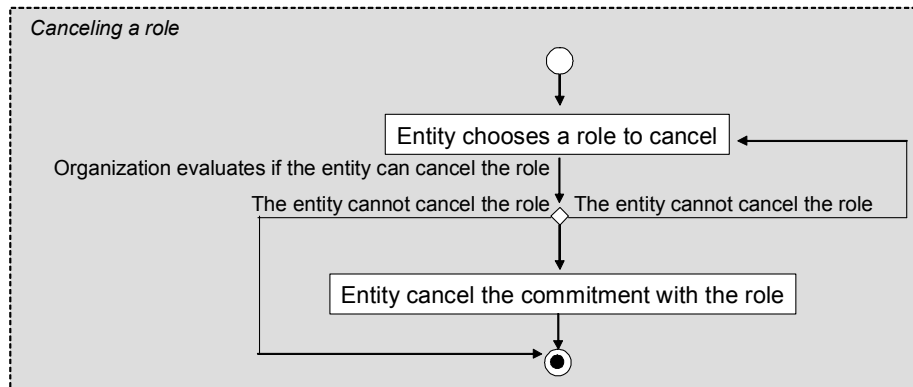 Canceling a role
Entity chooses a role to cancel
Organization evaluates if the entity can cancel the role
The entity cannot cancel the role
The entity cannot cancel the role
Entity cancel the commitment with the role